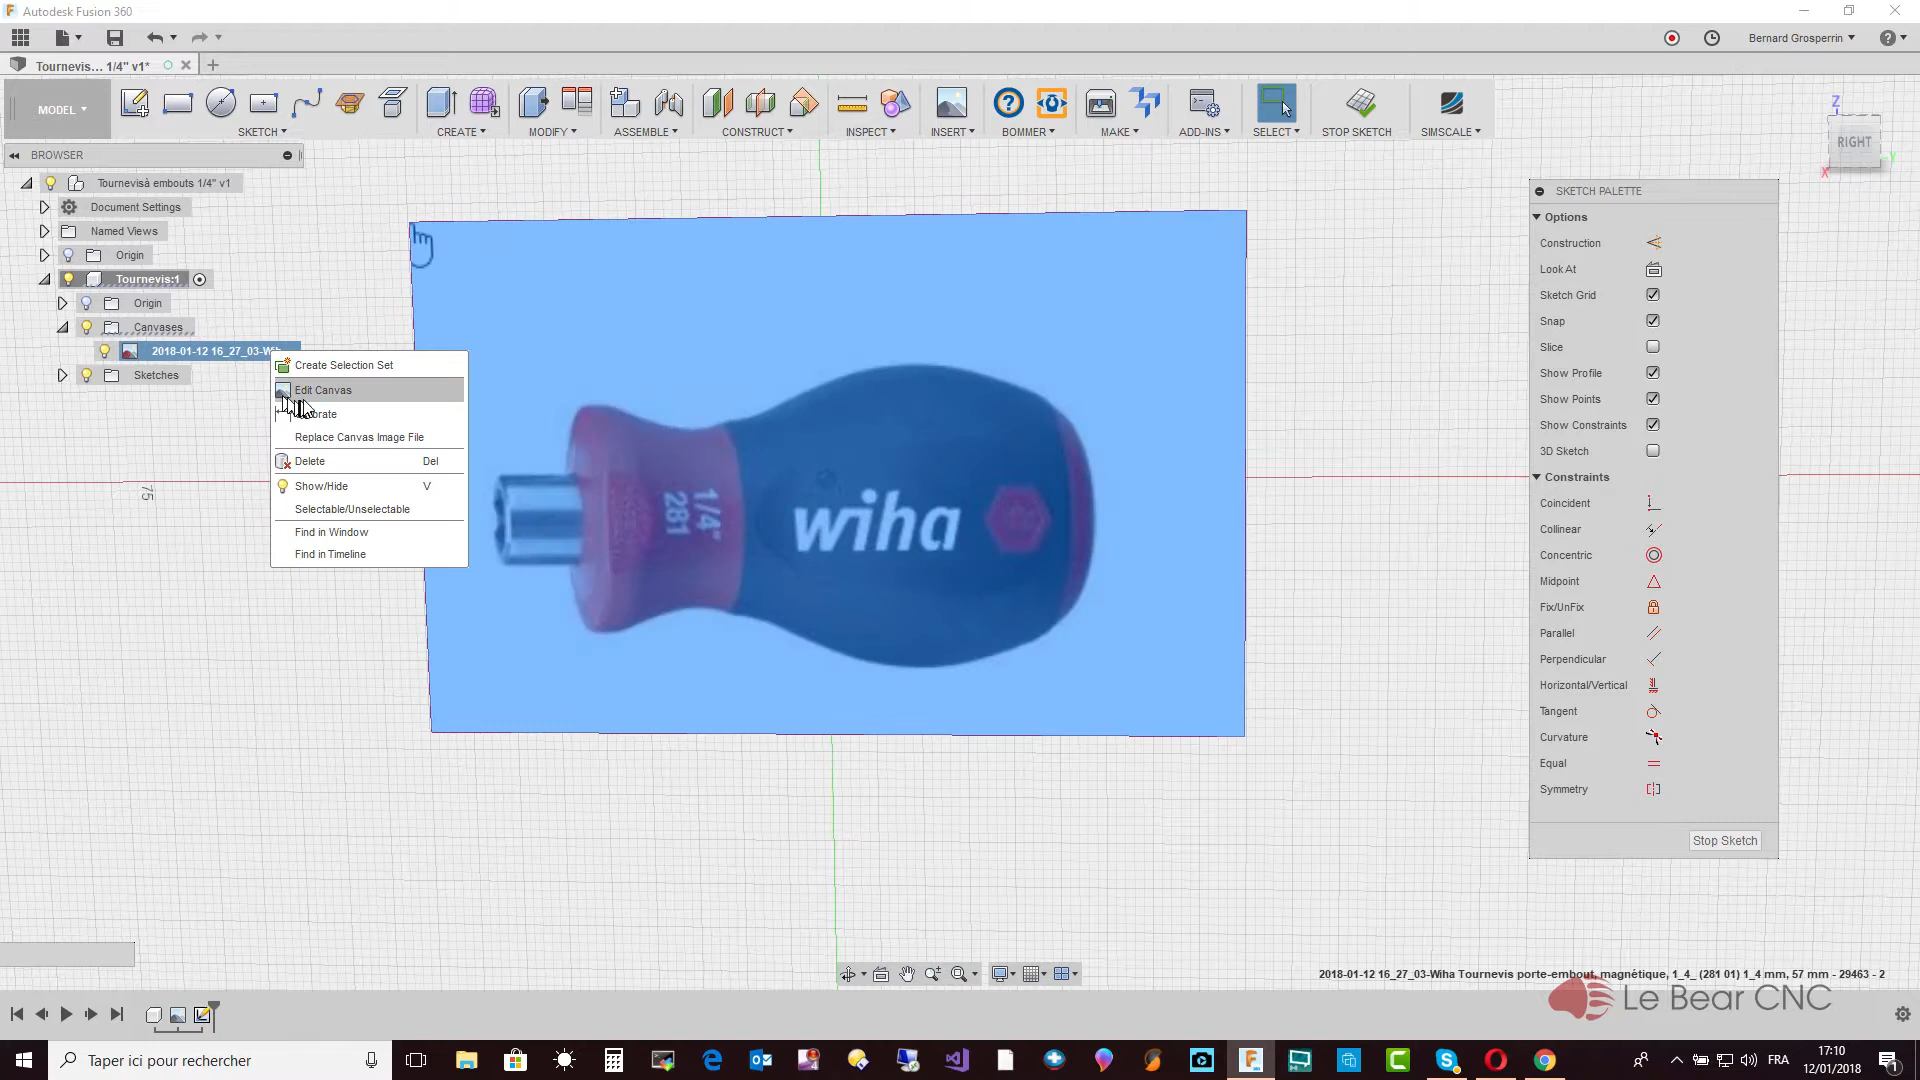 Autodesk Fusion 360
Bernard Grosperrin
Tournevis... 1/4" v1*
MODEL
SKETCH
CREATE
MODIFY
ASSEMBLE
CONSTRUCT
INSPECT
INSERT
BOMMER
MAKE
ADD-INS
SELECT
STOP SKETCH
SIMSCALE
BROWSER
Tournevisà embouts 1/4" v1
Document Settings
Named Views
Origin
Tournevis:1
Origin
Canvases
2018-01-12 16_27_03-Wih...
Sketches
Create Selection Set
Edit Canvas
Replace Canvas Image File
Delete Del
Show/Hide V
Selectable/Unselectable
Find in Window
Find in Timeline
75
1/4"
281
wiha
Z
RIGHT
Y
X
SKETCH PALETTE
Options
Construction
Look At
Sketch Grid
Snap
Slice
Show Profile
Show Points
Show Constraints
3D Sketch
Constraints
Coincident
Collinear
Concentric
Midpoint
Fix/UnFix
Parallel
Perpendicular
Horizontal/Vertical
Tangent
Curvature
Equal
Symmetry
Stop Sketch
2018-01-12 16_27_03-Wiha Tournevis porte-embout, magnétique, 1_4_ (281 01) 1_4 mm, 57 mm - 29463 - 2
Le Bear CNC
Taper ici pour rechercher
FRA
17:10
12/01/2018
1